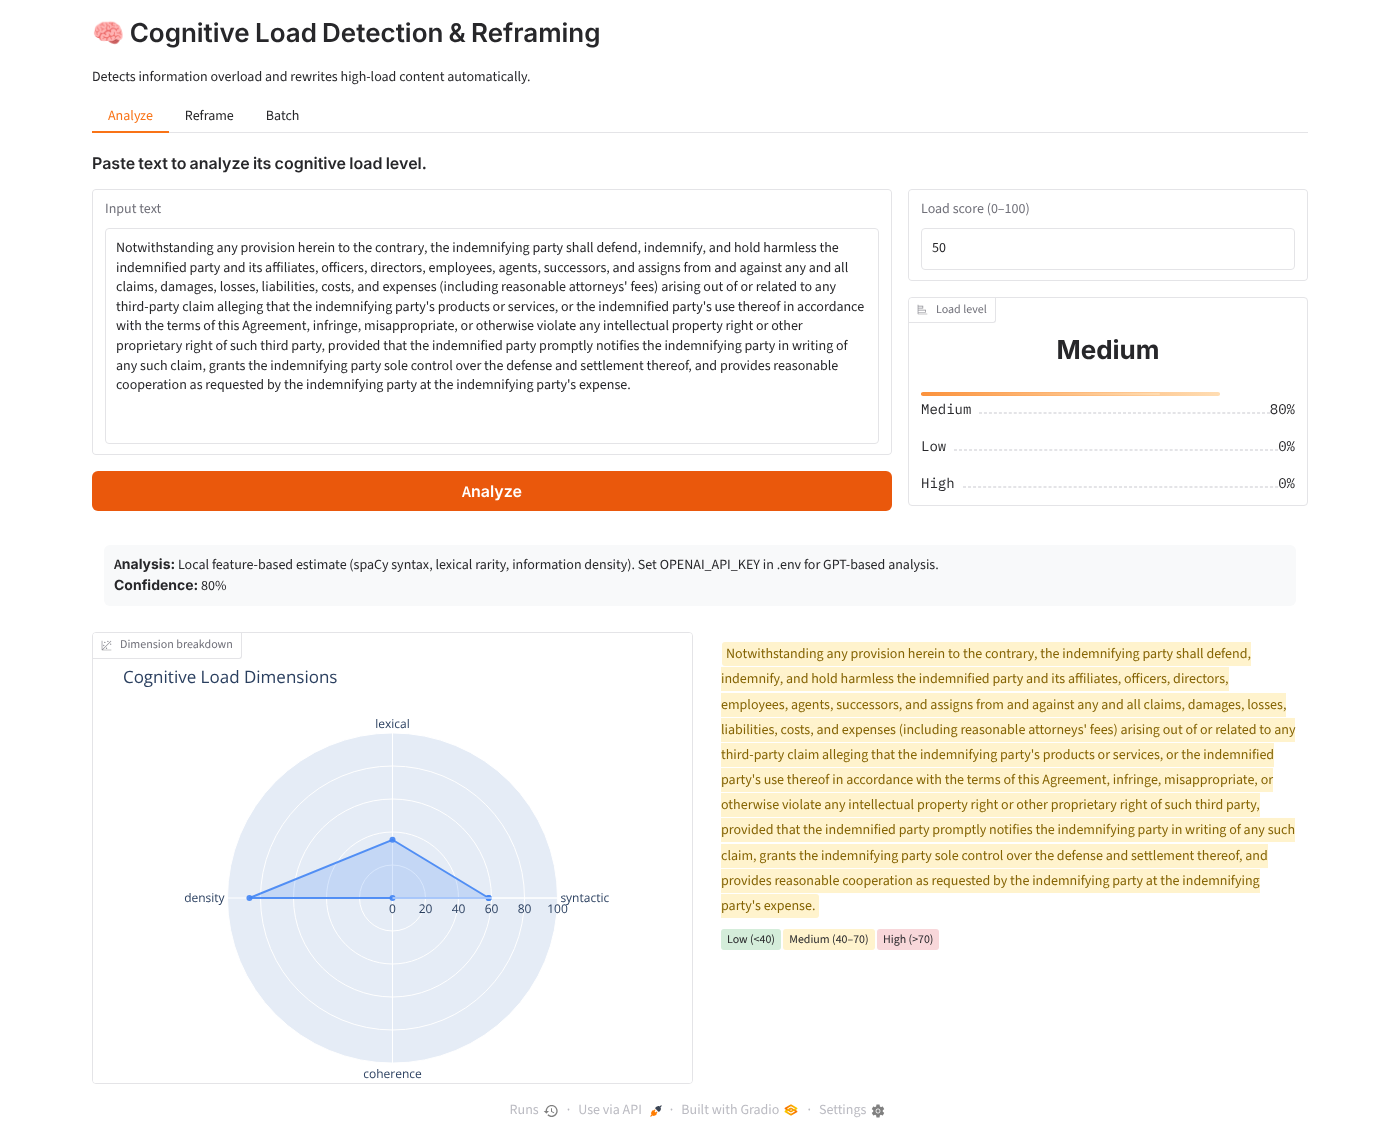 🧠 Cognitive Load Detection & Reframing
Detects information overload and rewrites high-load content automatically.
Analyze
Reframe
Batch
Paste text to analyze its cognitive load level.
Input text
Notwithstanding any provision herein to the contrary, the indemnifying party shall defend, indemnify, and hold harmless the
indemnified party and its affiliates, officers, directors, employees, agents, successors, and assigns from and against any and all
claims, damages, losses, liabilities, costs, and expenses (including reasonable attorneys' fees) arising out of or related to any
third-party claim alleging that the indemnifying party's products or services, or the indemnified party's use thereof in accordance
with the terms of this Agreement, infringe, misappropriate, or otherwise violate any intellectual property right or other
proprietary right of such third party, provided that the indemnified party promptly notifies the indemnifying party in writing of
any such claim, grants the indemnifying party sole control over the defense and settlement thereof, and provides reasonable
cooperation as requested by the indemnifying party at the indemnifying party's expense.
Analyze
Load score (0–100)
50
Load level
Medium
Medium 80%
Low 0%
High 0%
Analysis: Local feature-based estimate (spaCy syntax, lexical rarity, information density). Set OPENAI_API_KEY in .env for GPT-based analysis.
Confidence: 80%
Dimension breakdown
Cognitive Load Dimensions
lexical
density
syntactic
0 20 40 60 80 100
coherence
Notwithstanding any provision herein to the contrary, the indemnifying party shall defend,
indemnify, and hold harmless the indemnified party and its affiliates, officers, directors,
employees, agents, successors, and assigns from and against any and all claims, damages, losses,
liabilities, costs, and expenses (including reasonable attorneys' fees) arising out of or related to any
third-party claim alleging that the indemnifying party's products or services, or the indemnified
party's use thereof in accordance with the terms of this Agreement, infringe, misappropriate, or
otherwise violate any intellectual property right or other proprietary right of such third party,
provided that the indemnified party promptly notifies the indemnifying party in writing of any such
claim, grants the indemnifying party sole control over the defense and settlement thereof, and
provides reasonable cooperation as requested by the indemnifying party at the indemnifying
party's expense.
Low (<40) Medium (40–70) High (>70)
Runs · Use via API · Built with Gradio · Settings